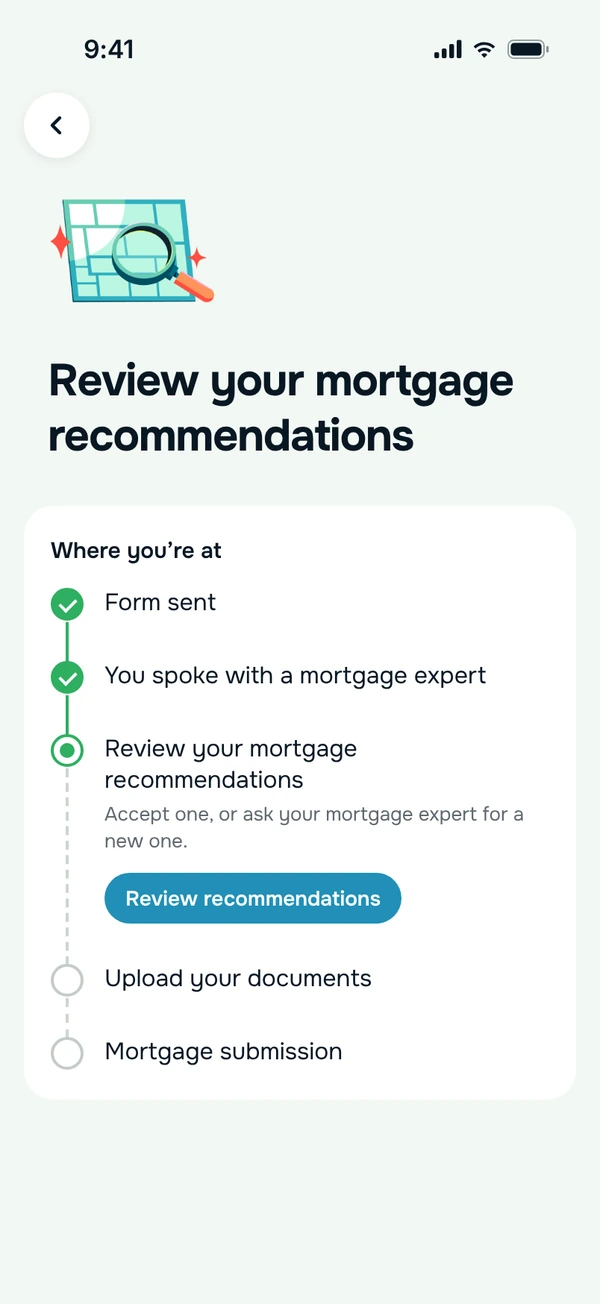 9:41
Review your mortgage
recommendations
Where you’re at
Form sent
You spoke with a mortgage expert
Review your mortgage
recommendations
Accept one, or ask your mortgage expert for a
new one.
Review recommendations
Upload your documents
Mortgage submission